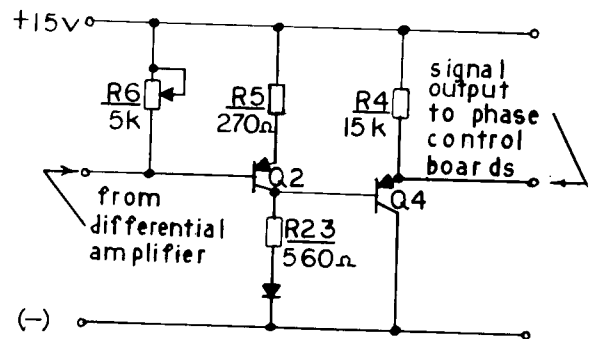 +15v
R6
5k
R5
270Ω
R4
15k
signal
output
to phase
control
boards
Q2
Q4
from
differential
amplifier
R23
560Ω
(-)